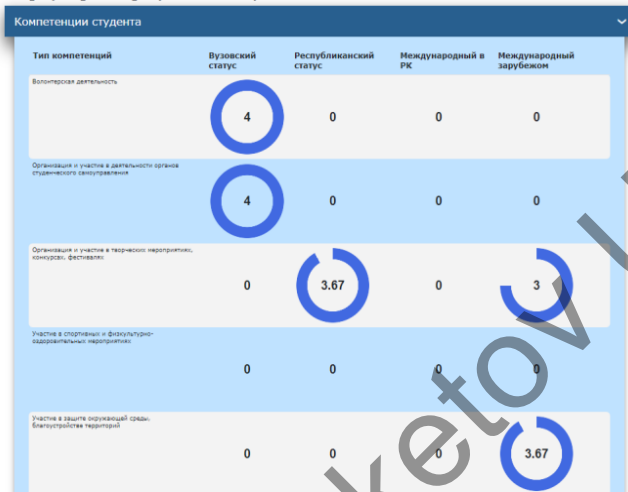 Компетенции студента
Тип компетенций Вузовский статус Республиканский статус Международный в РК Международный зарубежом
Волонтерская деятельность
4 0 0 0
Организация и участие в деятельности органов
студенческого самоуправления
4 0 0 0
Организация и участие в творческих мероприятиях,
конкурсах, фестивалях
0 3.67 0 3
Участие в спортивных и физкультурно-
оздоровительных мероприятиях
0 0 0 0
Участие в защите окружающей среды,
благоустройстве территорий
0 0 0 3.67
ketov